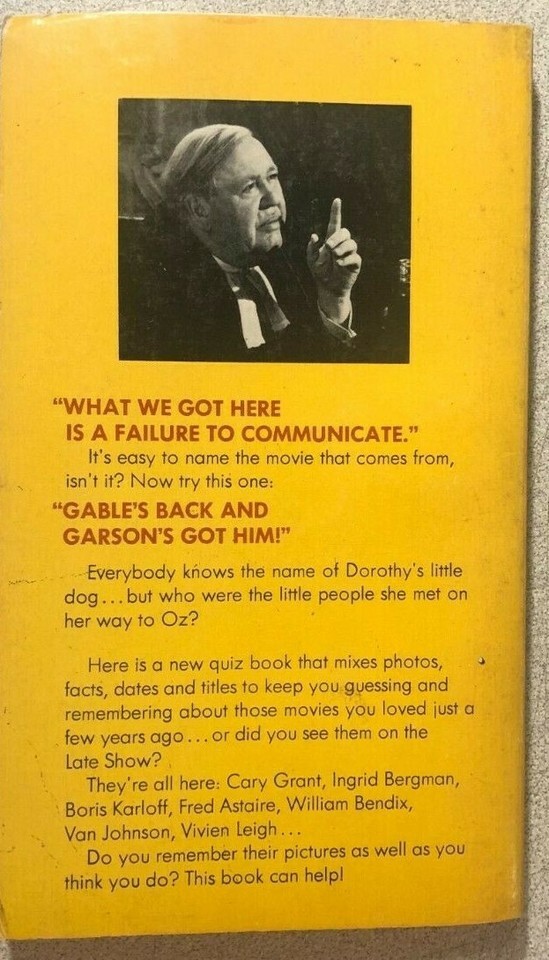 “WHAT WE GOT HERE
IS A FAILURE TO COMMUNICATE.”
It's easy to name the movie that comes from,
isn't it? Now try this one:
“GABLE'S BACK AND
GARSON'S GOT HIM!”
Everybody knows the name of Dorothy's little
dog...but who were the little people she met on
her way to Oz?
Here is a new quiz book that mixes photos,
facts, dates and titles to keep you guessing and
remembering about those movies you loved just a
few years ago...or did you see them on the
Late Show?
They're all here: Cary Grant, Ingrid Bergman,
Boris Karloff, Fred Astaire, William Bendix,
Van Johnson, Vivien Leigh...
Do you remember their pictures as well as you
think you do? This book can help!